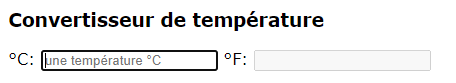 Convertisseur de température
°C: une température °C °F: